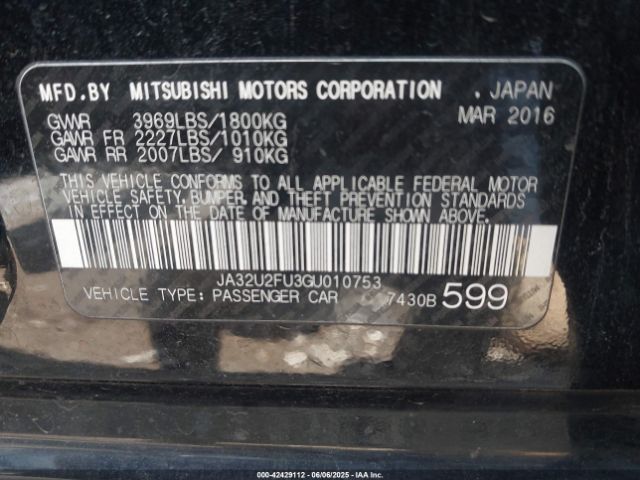 MFD.BY MITSUBISHI MOTORS CORPORATION , JAPAN
MAR 2016
GVWR 3969LBS/1800KG
GAWR FR 2227LBS/1010KG
GAWR RR 2007LBS/ 910KG
THIS VEHICLE CONFORMS TO ALL APPLICABLE FEDERAL MOTOR
VEHICLE SAFETY, BUMPER, AND THEFT PREVENTION STANDARDS
IN EFFECT ON THE DATE OF MANUFACTURE SHOWN ABOVE.
JA32U2FU3GU010753
VEHICLE TYPE: PASSENGER CAR 7430B 599
000-42429112 - 06/06/2025 - IAA Inc.